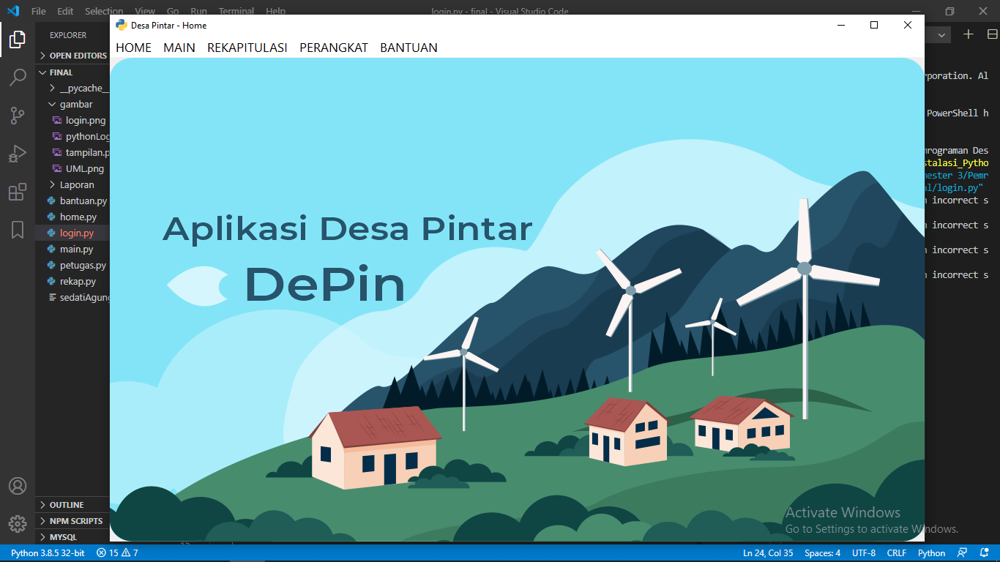 File Edit Selection View Go Run Terminal Help
login.py - final - Visual Studio Code
Desa Pintar - Home
HOME MAIN REKAPITULASI PERANGKAT BANTUAN
EXPLORER
OPEN EDITORS
FINAL
__pycache__
gambar
login.png
pythonLog
tampilan.p
UML.png
Laporan
bantuan.py
home.py
login.py
main.py
petugas.py
rekap.py
sedatiAgung
OUTLINE
NPM SCRIPTS
MYSQL
Aplikasi Desa Pintar
DePin
rporation. Al
PowerShell h
mrograman Des
stalasi_Pytho
mester 3/Pemr
al/login.py"
n incorrect s
n incorrect s
n incorrect s
n incorrect s
Activate Windows
Go to Settings to activate Windows.
Python 3.8.5 32-bit 15 7 Ln 24, Col 35 Spaces: 4 UTF-8 CRLF Python